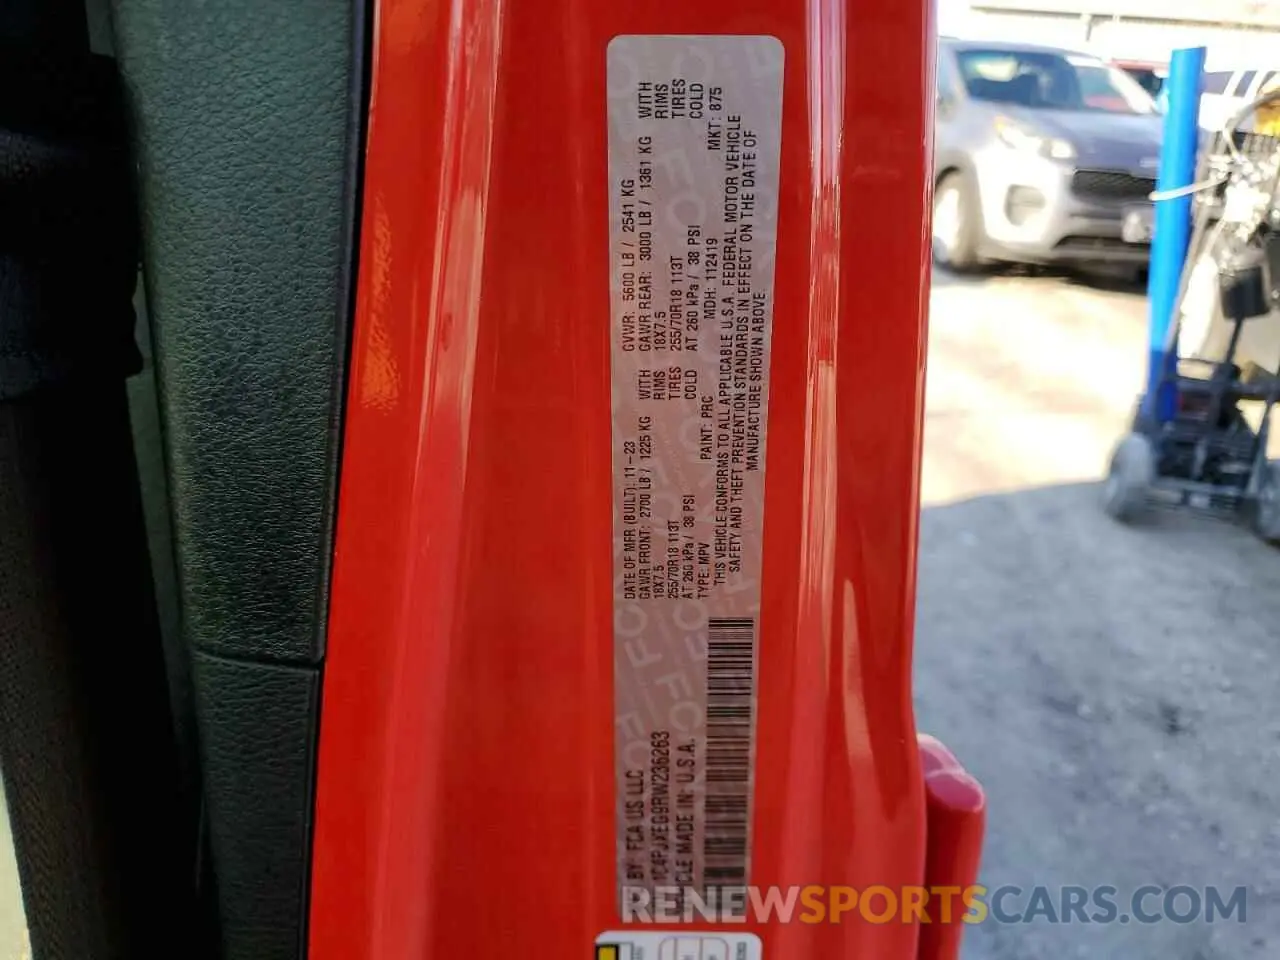 BY: FCA US LLC
DATE OF MFR (BUILT): 11-23
GVWR: 5600 LB / 2541 KG
GAWR FRONT: 2700 LB / 1225 KG WITH
GAWR REAR: 3000 LB / 1361 KG WITH
18X7.5 RIMS
18X7.5 RIMS
255/70R18 113T TIRES
255/70R18 113T TIRES
AT 260 kPa / 38 PSI COLD
AT 260 kPa / 38 PSI COLD
1C4PJXEG9RW236263
CLE MADE IN: U.S.A.
TYPE: MPV PAINT: PRC MDH: 112419 MKT: 875
THIS VEHICLE CONFORMS TO ALL APPLICABLE U.S.A. FEDERAL MOTOR VEHICLE
SAFETY AND THEFT PREVENTION STANDARDS IN EFFECT ON THE DATE OF
MANUFACTURE SHOWN ABOVE.
RENEWSPORTSCARS.COM